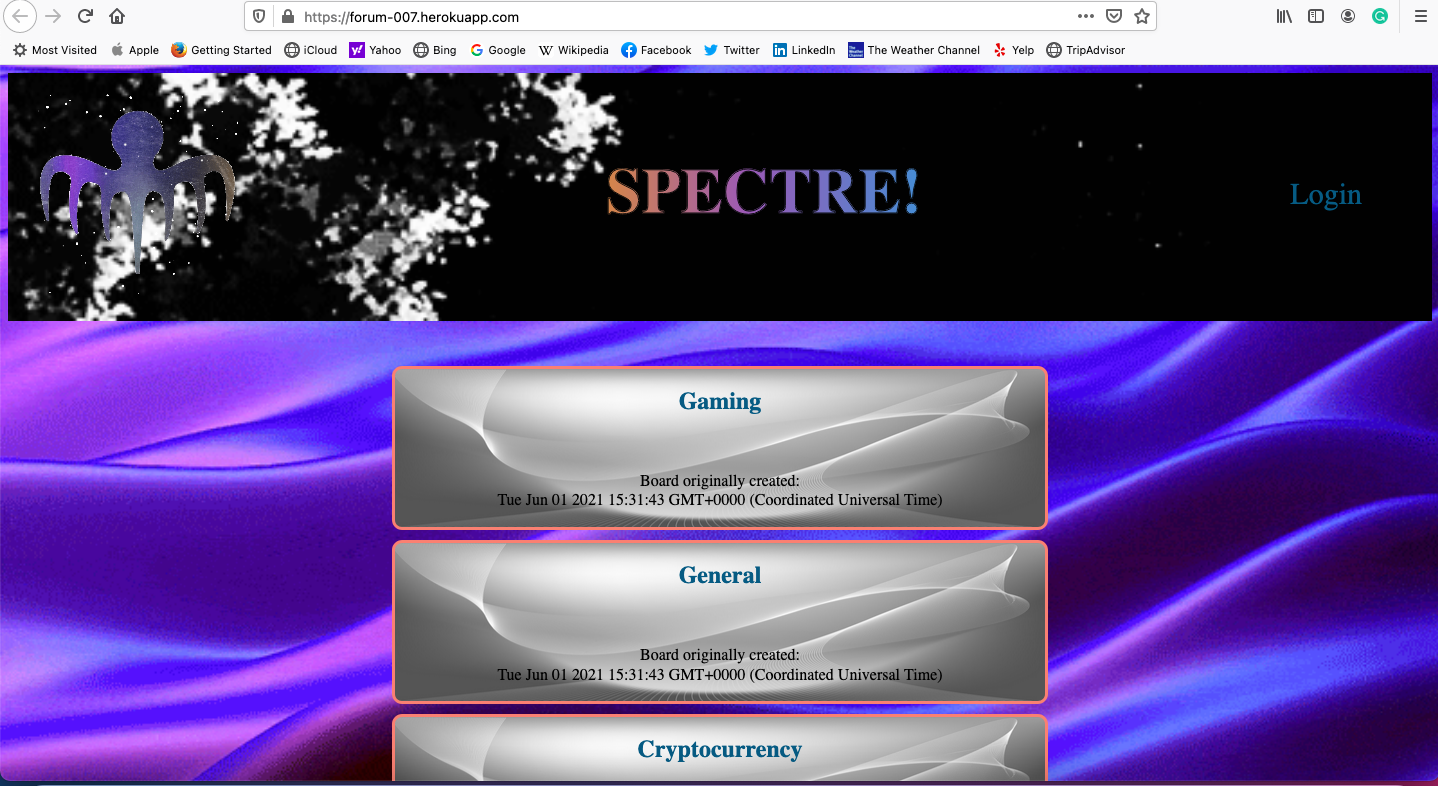 https://forum-007.herokuapp.com
Most Visited Apple Getting Started iCloud Yahoo Bing Google Wikipedia Facebook Twitter LinkedIn The Weather Channel Yelp TripAdvisor
SPECTRE!
Login
Gaming
Board originally created:
Tue Jun 01 2021 15:31:43 GMT+0000 (Coordinated Universal Time)
General
Board originally created:
Tue Jun 01 2021 15:31:43 GMT+0000 (Coordinated Universal Time)
Cryptocurrency